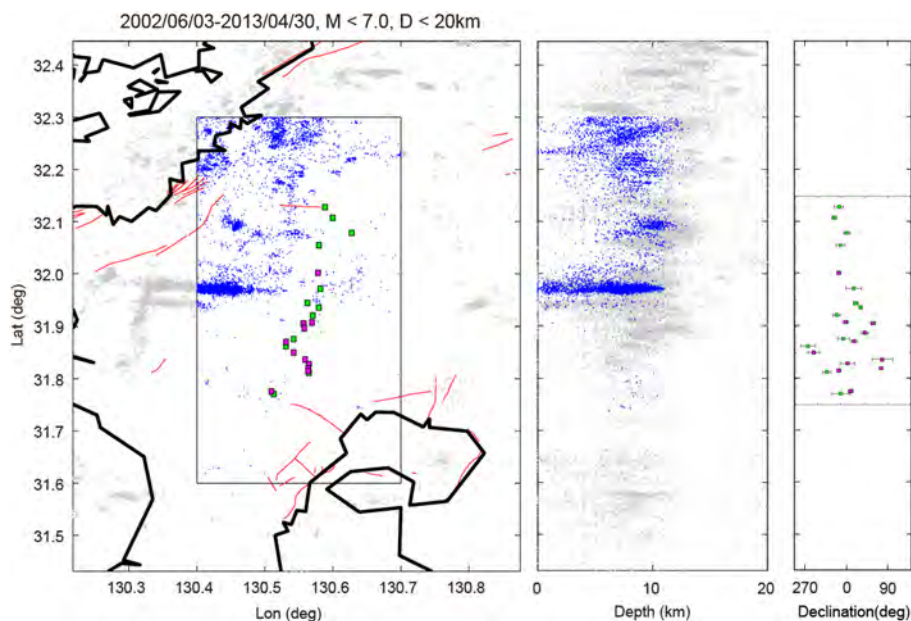 2002/06/03-2013/04/30, M < 7.0, D < 20km
32.4
32.3
32.2
32.1
32.0
31.9
31.8
31.7
31.6
31.5
Lat (deg)
130.3 130.4 130.5 130.6 130.7 130.8
Lon (deg)
0 10 20
Depth (km)
270 0 90
Declination(deg)